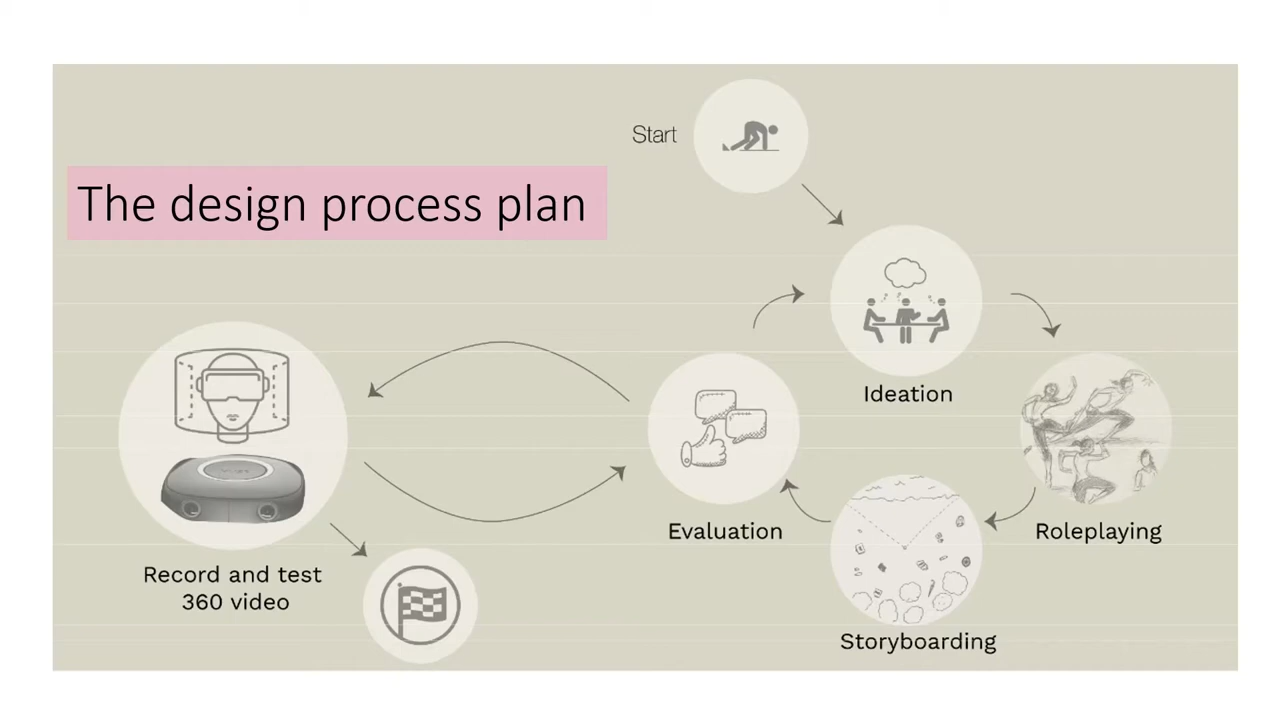 Start
The design process plan
Ideation
Evaluation
Roleplaying
Record and test
360 video
Storyboarding